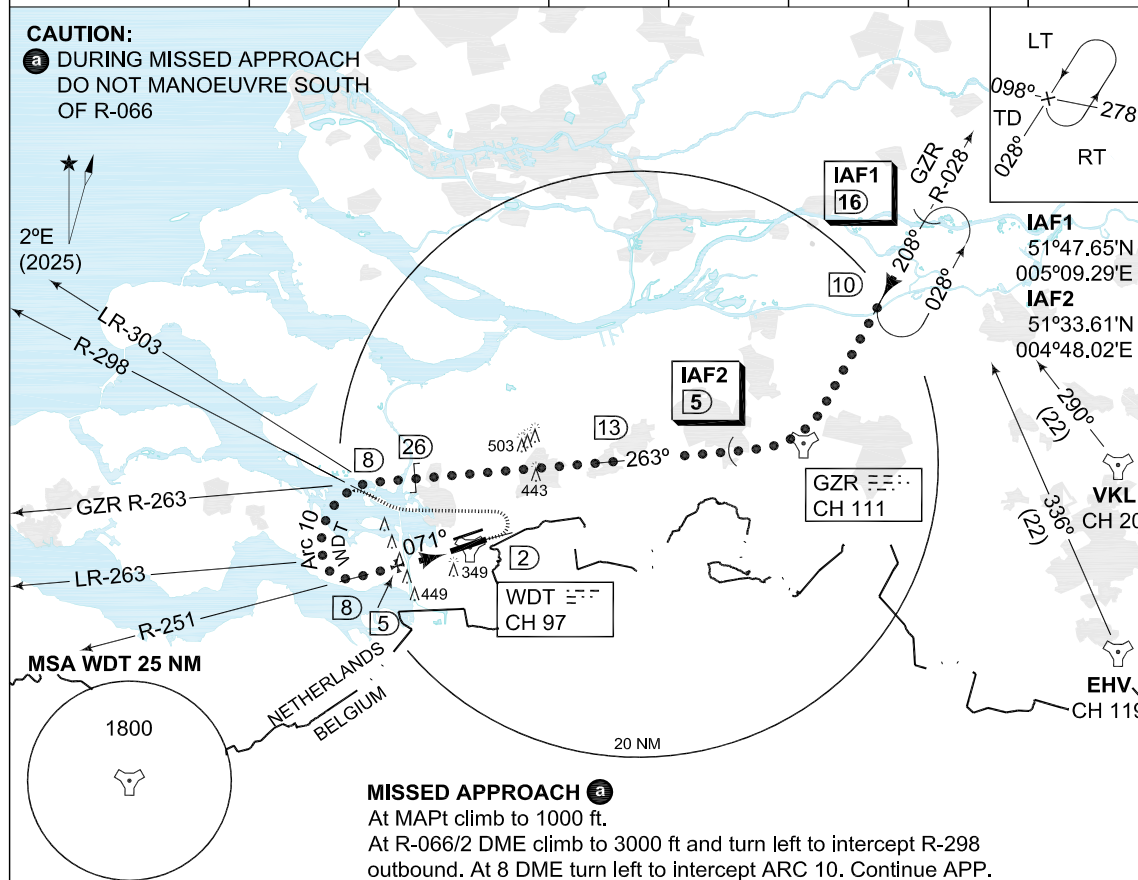 CAUTION:
a DURING MISSED APPROACH
DO NOT MANOEUVRE SOUTH
OF R-066
2ºE
(2025)
LT
098º
TD
278
028º
RT
IAF1
16
GZR
R-028
208º
028º
10
IAF1
51º47.65'N
005º09.29'E
IAF2
51º33.61'N
004º48.02'E
LR-303
R-298
IAF2
5
290º
(22)
503
13
263º
26
8
443
GZR
CH 111
VKL
CH 20
336º
(22)
GZR R-263
Arc 10
WDT
071º
2
349
LR-263
449
WDT
CH 97
8
5
R-251
MSA WDT 25 NM
1800
NETHERLANDS
BELGIUM
EHV
CH 119
20 NM
MISSED APPROACH a
At MAPt climb to 1000 ft.
At R-066/2 DME climb to 3000 ft and turn left to intercept R-298
outbound. At 8 DME turn left to intercept ARC 10. Continue APP.